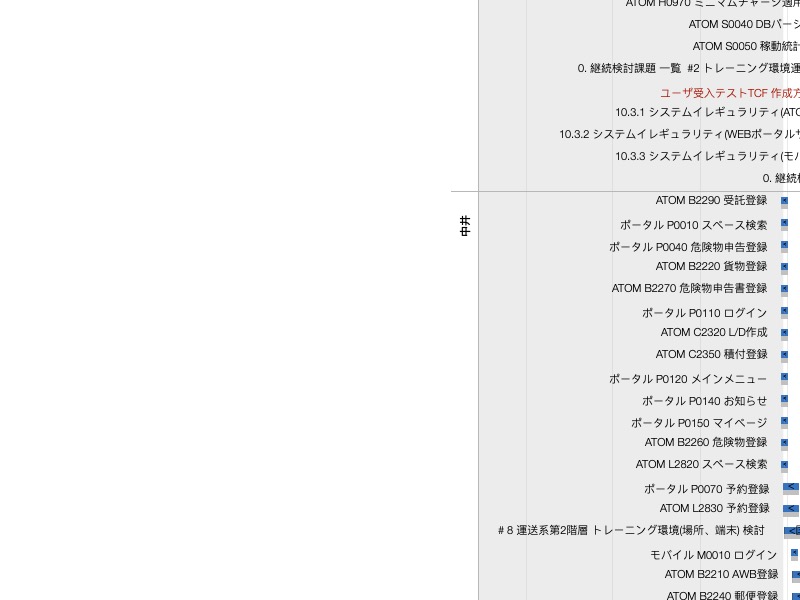 ATOM H0970 ミニマムチャージ適用
ATOM S0040 DBバージ
ATOM S0050 稼動統計
0. 継続検討課題 一覧 #2 トレーニング環境運
ユーザ受入テストTCF 作成方
10.3.1 システムイレギュラリティ(ATO
10.3.2 システムイレギュラリティ(WEBポータルサ
10.3.3 システムイレギュラリティ(モバ
0. 継続検
中井
ATOM B2290 受託登録
ポータル P0010 スペース検索
ポータル P0040 危険物申告登録
ATOM B2220 貨物登録
ATOM B2270 危険物申告書登録
ポータル P0110 ログイン
ATOM C2320 L/D作成
ATOM C2350 積付登録
ポータル P0120 メインメニュー
ポータル P0140 お知らせ
ポータル P0150 マイページ
ATOM B2260 危険物登録
ATOM L2820 スペース検索
ポータル P0070 予約登録
ATOM L2830 予約登録
#８運送系第2階層 トレーニング環境(場所、端末) 検討
モバイル M0010 ログイン
ATOM B2210 AWB登録
ATOM B2240 郵便登録